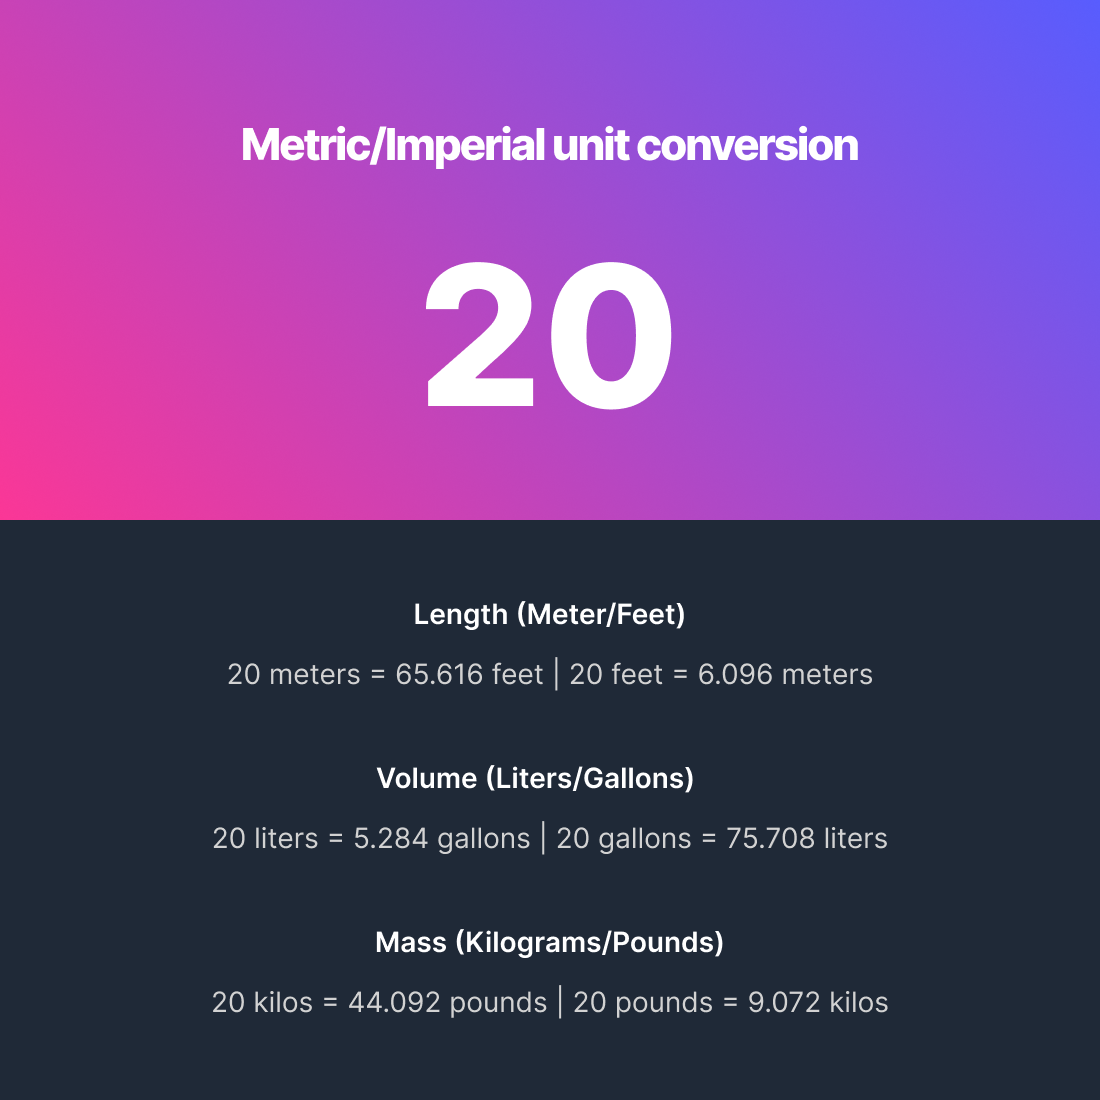 Metric/Imperial unit conversion
20
Length (Meter/Feet)
20 meters = 65.616 feet | 20 feet = 6.096 meters
Volume (Liters/Gallons)
20 liters = 5.284 gallons | 20 gallons = 75.708 liters
Mass (Kilograms/Pounds)
20 kilos = 44.092 pounds | 20 pounds = 9.072 kilos